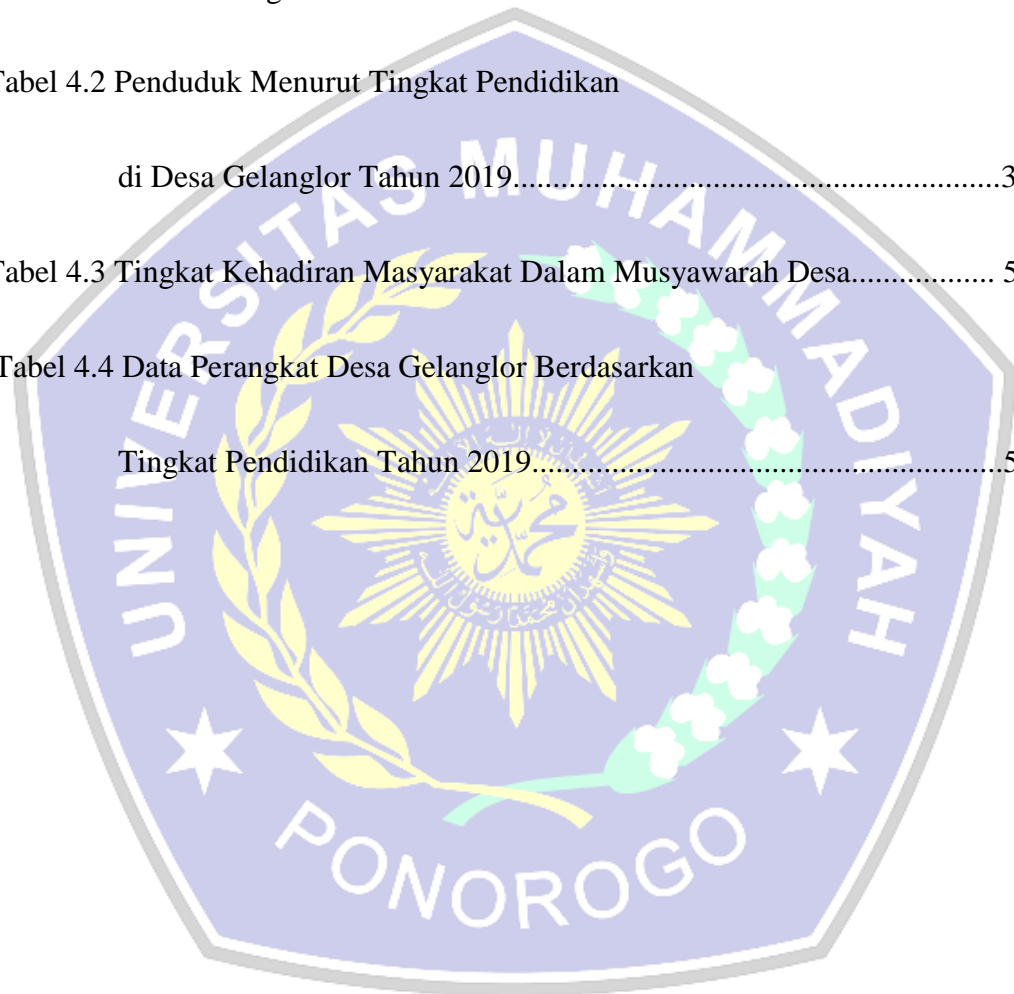 Tabel 4.2 Penduduk Menurut Tingkat Pendidikan
di Desa Gelanglor Tahun 2019............................................................3
Tabel 4.3 Tingkat Kehadiran Masyarakat Dalam Musyawarah Desa................. 5
Tabel 4.4 Data Perangkat Desa Gelanglor Berdasarkan
Tingkat Pendidikan Tahun 2019..........................................................5
UNIVERSITAS MUHAMMADIYAH
محمدية
PONOROGO